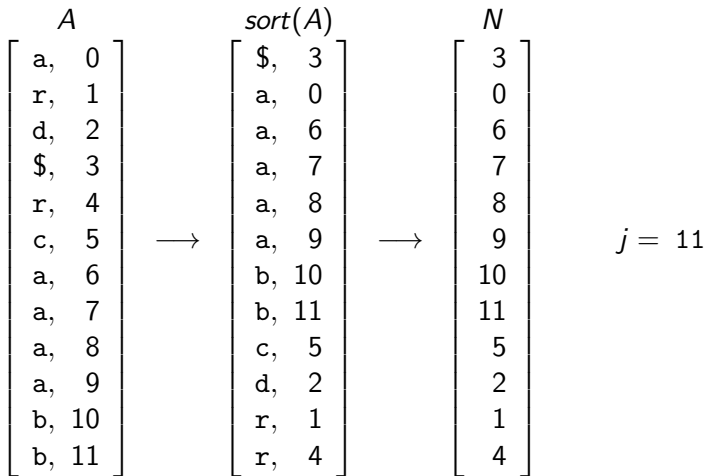 A sort(A) N
a, 0 $, 3 3
r, 1 a, 0 0
d, 2 a, 6 6
$, 3 a, 7 7
r, 4 a, 8 8
c, 5 ⟶ a, 9 ⟶ 9 j = 11
a, 6 b, 10 10
a, 7 b, 11 11
a, 8 c, 5 5
a, 9 d, 2 2
b, 10 r, 1 1
b, 11 r, 4 4